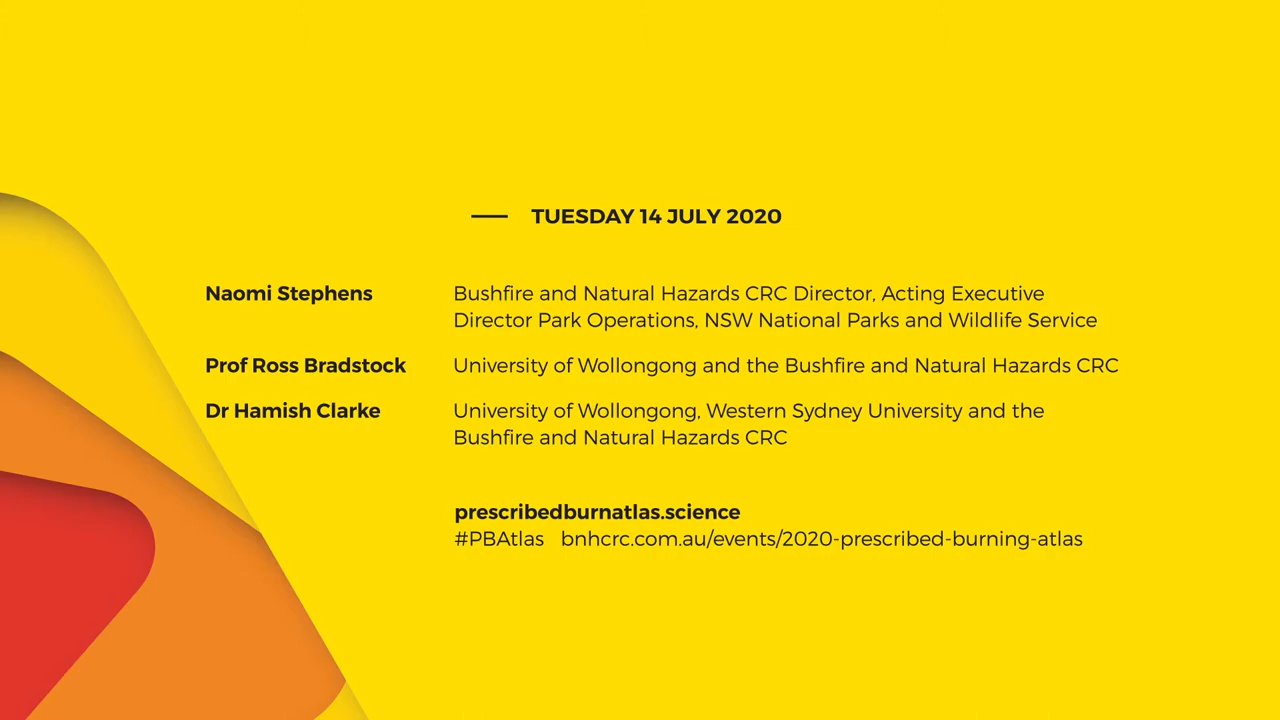 TUESDAY 14 JULY 2020
Naomi Stephens
Bushfire and Natural Hazards CRC Director, Acting Executive
Director Park Operations, NSW National Parks and Wildlife Service
Prof Ross Bradstock
University of Wollongong and the Bushfire and Natural Hazards CRC
Dr Hamish Clarke
University of Wollongong, Western Sydney University and the
Bushfire and Natural Hazards CRC
prescribedburnatlas.science
#PBAtlas bnhcrc.com.au/events/2020-prescribed-burning-atlas